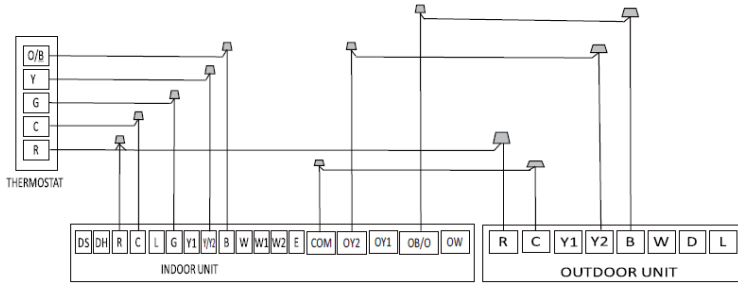 O/B
Y
G
C
R
THERMOSTAT
DS DH R C L G Y1 Y/Y2 B W W1 W2 E COM OY2 OY1 OB/O OW
INDOOR UNIT
R C Y1 Y2 B W D L
OUTDOOR UNIT